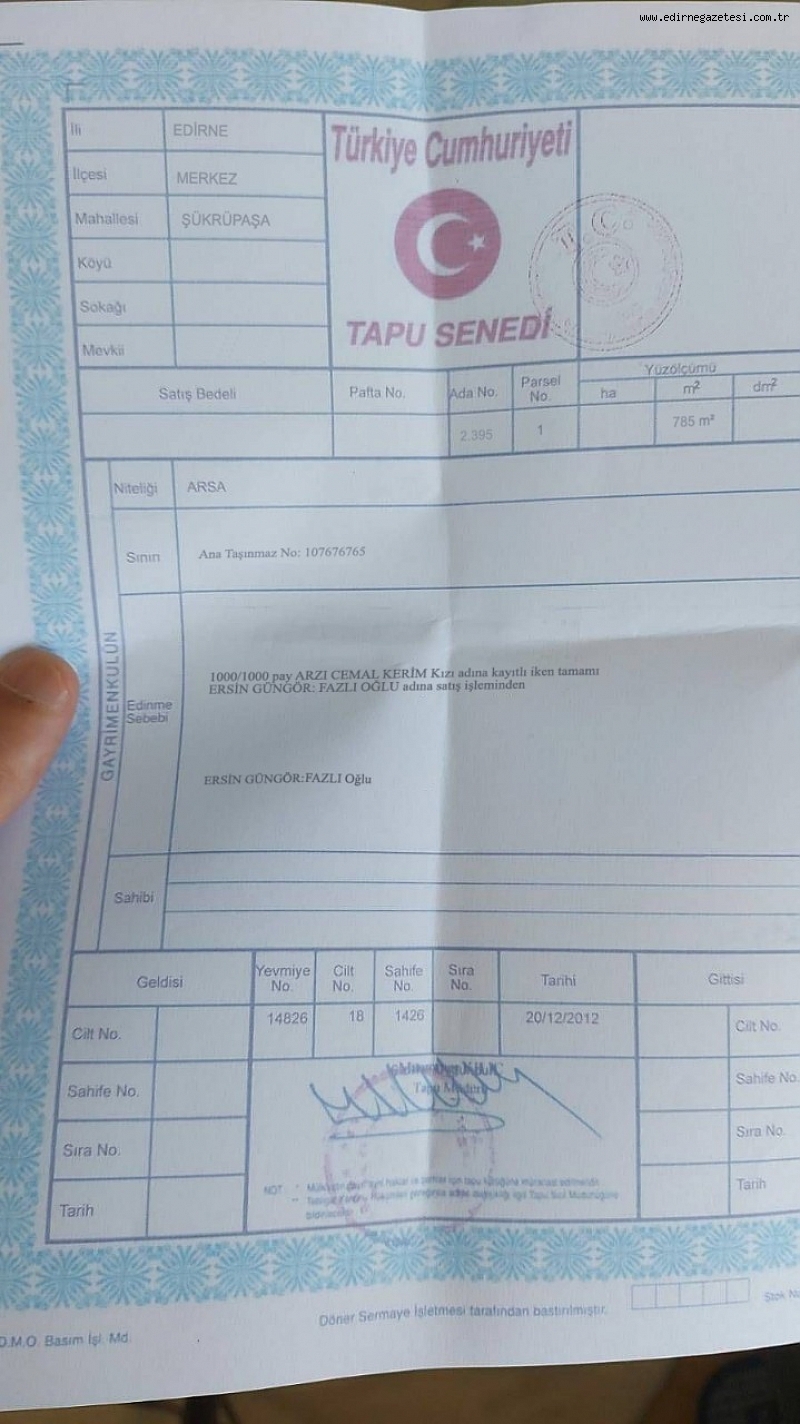 www.edirnegazetesi.com.tr
İli EDİRNE
İlçesi MERKEZ
Mahallesi ŞÜKRÜPAŞA
Köyü
Sokağı
Mevkii
Türkiye Cumhuriyeti
TAPU SENEDİ
T.C.
Satış Bedeli Pafta No. Ada No. Parsel No. Yüzölçümü
ha m² dm²
2.395 1 785 m²
GAYRİMENKULÜN
Niteliği ARSA
Sınırı Ana Taşınmaz No: 107676765
Edinme Sebebi
1000/1000 pay ARZI CEMAL KERİM Kızı adına kayıtlı iken tamamı
ERSİN GÜNGÖR: FAZLI OĞLU adına satış işleminden
ERSİN GÜNGÖR:FAZLI Oğlu
Sahibi
Geldisi Yevmiye No. Cilt No. Sahife No. Sıra No. Tarihi Gittisi
14826 18 1426 20/12/2012
Cilt No. Cilt No.
Sahife No. Sahife No.
Sıra No. Sıra No.
Tarih Tarih
Tapu Müdürü
NOT
Döner Sermaye İşletmesi tarafından bastırılmıştır.
Stok No
D.M.O. Basım İşl. Md.